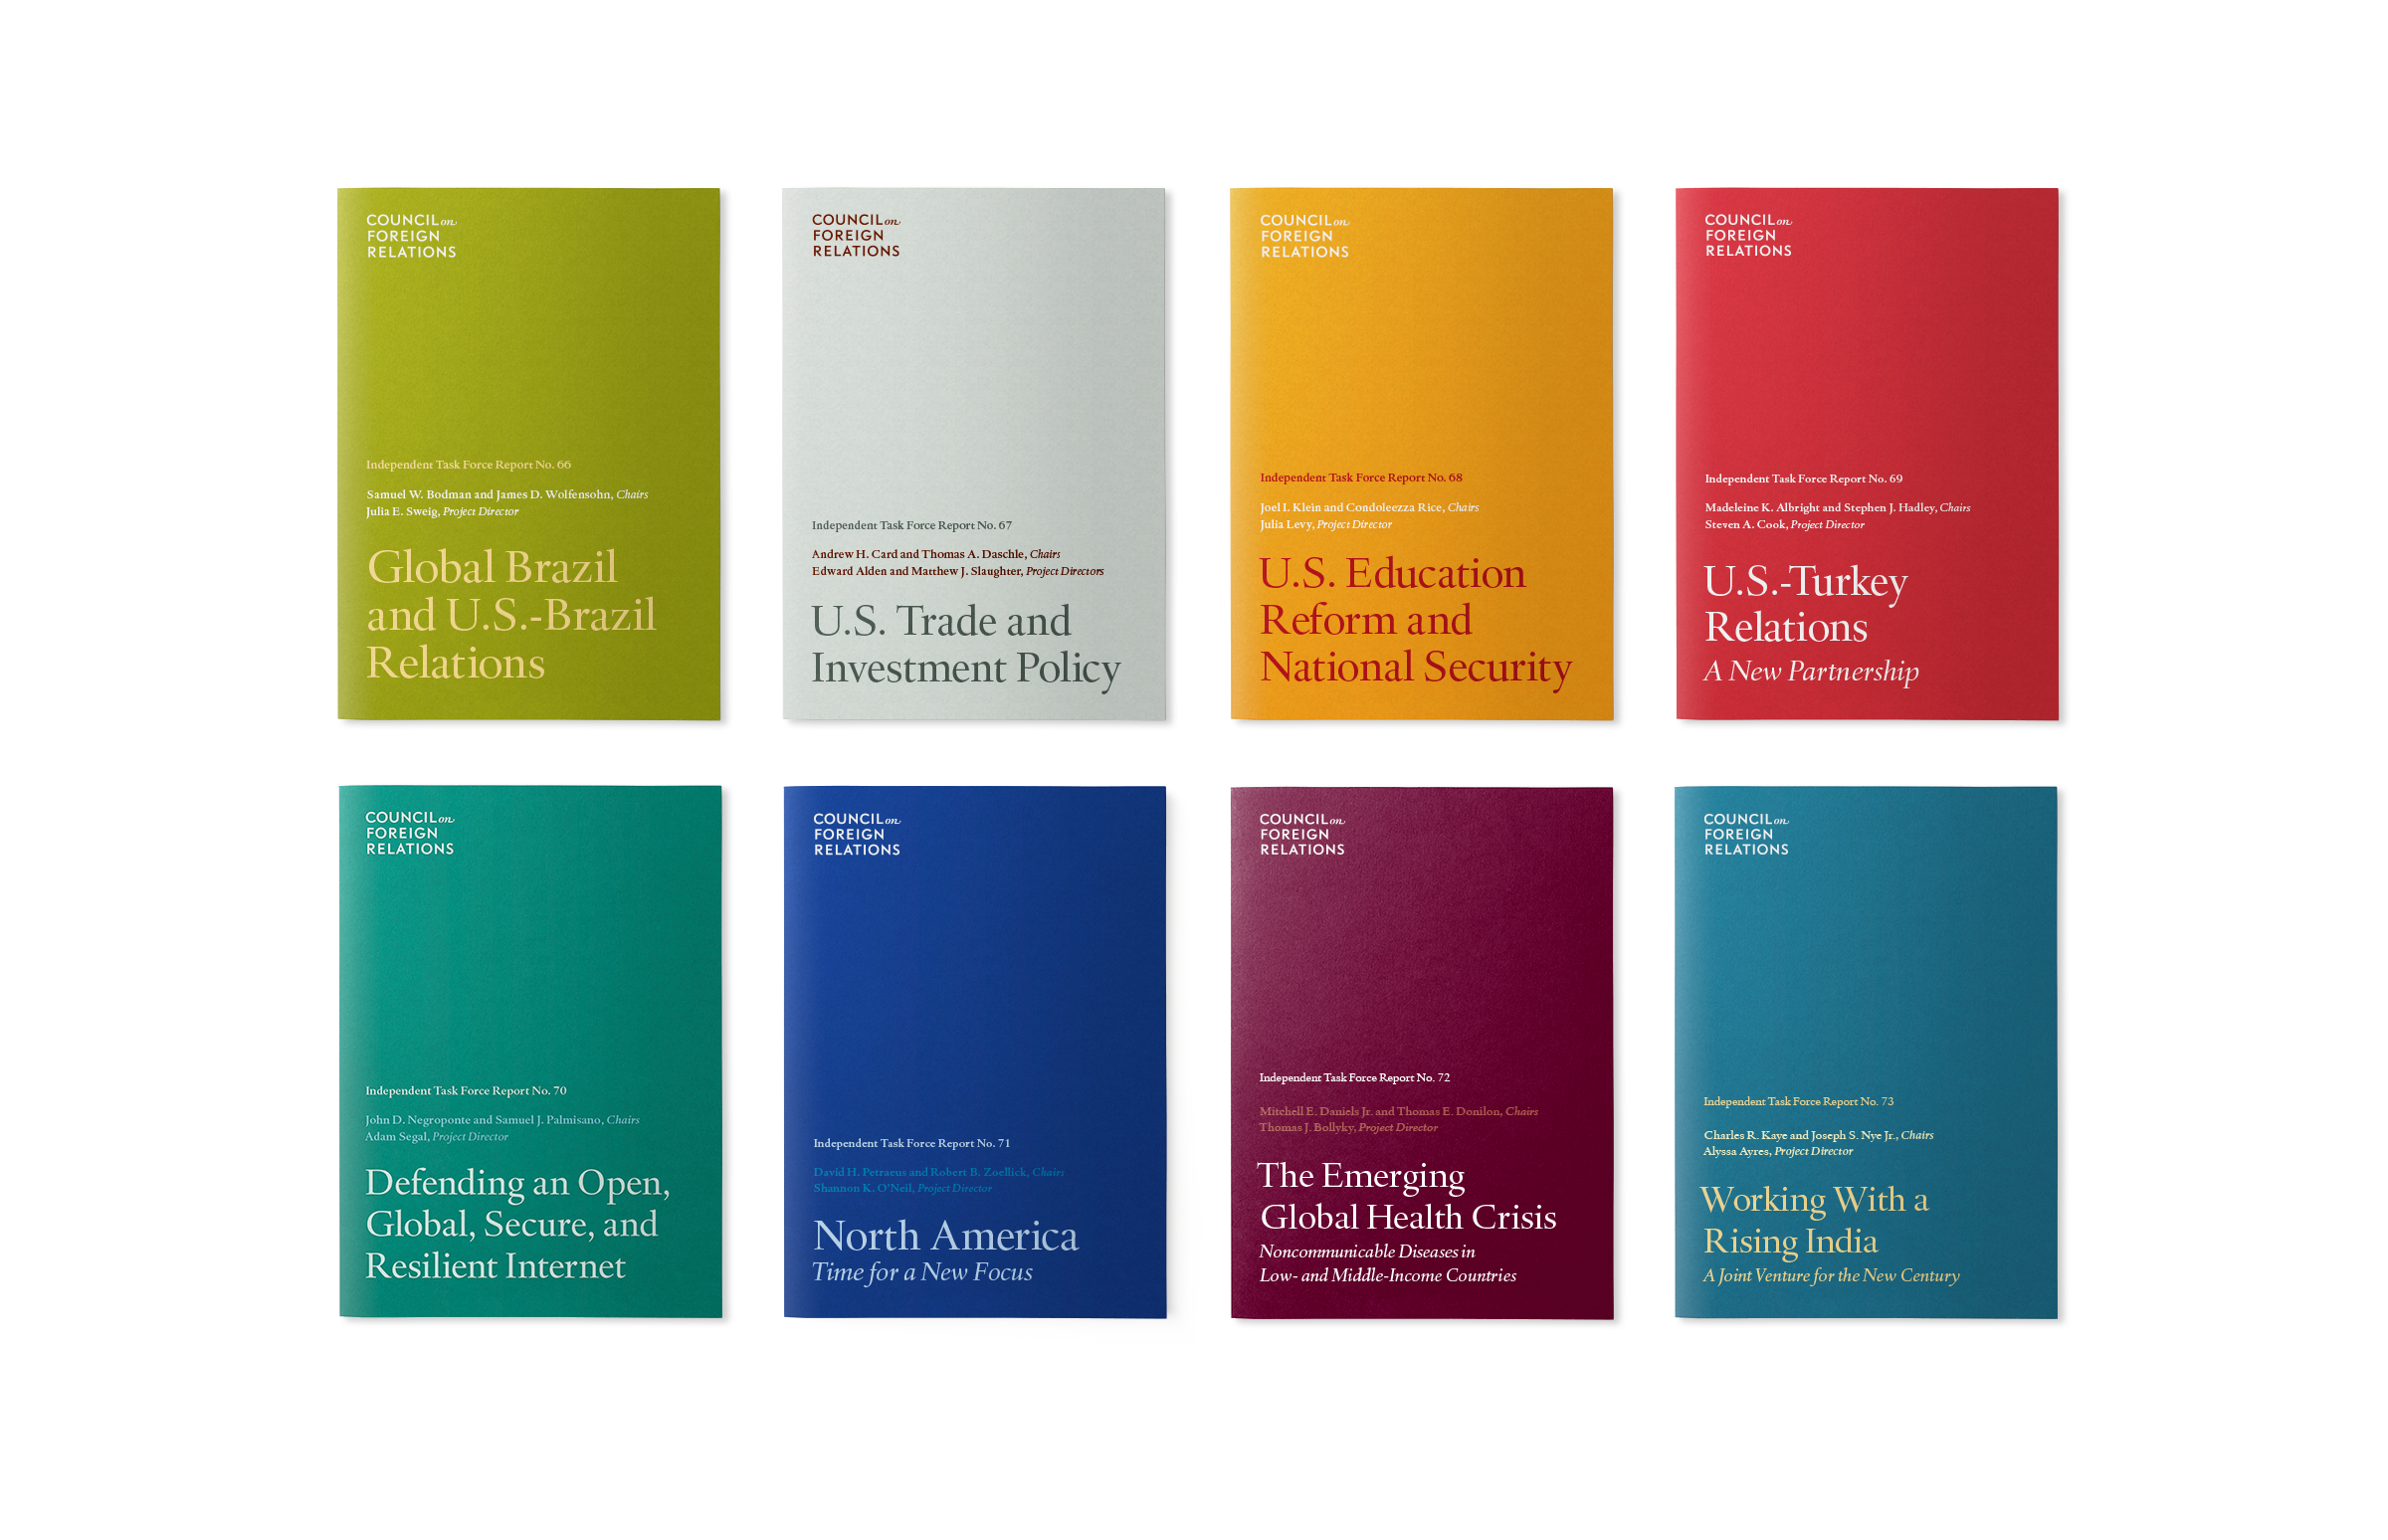 COUNCIL on
FOREIGN
RELATIONS
Independent Task Force Report No. 66
Samuel W. Bodman and James D. Wolfensohn, Chairs
Julia E. Sweig, Project Director
Global Brazil
and U.S.-Brazil
Relations
COUNCIL on
FOREIGN
RELATIONS
Independent Task Force Report No. 67
Andrew H. Card and Thomas A. Daschle, Chairs
Edward Alden and Matthew J. Slaughter, Project Directors
U.S. Trade and
Investment Policy
COUNCIL on
FOREIGN
RELATIONS
Independent Task Force Report No. 68
Joel I. Klein and Condoleezza Rice, Chairs
Julia Levy, Project Director
U.S. Education
Reform and
National Security
COUNCIL on
FOREIGN
RELATIONS
Independent Task Force Report No. 69
Madeleine K. Albright and Stephen J. Hadley, Chairs
Steven A. Cook, Project Director
U.S.-Turkey
Relations
A New Partnership
COUNCIL on
FOREIGN
RELATIONS
Independent Task Force Report No. 70
John D. Negroponte and Samuel J. Palmisano, Chairs
Adam Segal, Project Director
Defending an Open,
Global, Secure, and
Resilient Internet
COUNCIL on
FOREIGN
RELATIONS
Independent Task Force Report No. 71
David H. Petraeus and Robert B. Zoellick, Chairs
Shannon K. O'Neil, Project Director
North America
Time for a New Focus
COUNCIL on
FOREIGN
RELATIONS
Independent Task Force Report No. 72
Mitchell E. Daniels Jr. and Thomas E. Donilon, Chairs
Thomas J. Bollyky, Project Director
The Emerging
Global Health Crisis
Noncommunicable Diseases in
Low- and Middle-Income Countries
COUNCIL on
FOREIGN
RELATIONS
Independent Task Force Report No. 73
Charles R. Kaye and Joseph S. Nye Jr., Chairs
Alyssa Ayres, Project Director
Working With a
Rising India
A Joint Venture for the New Century